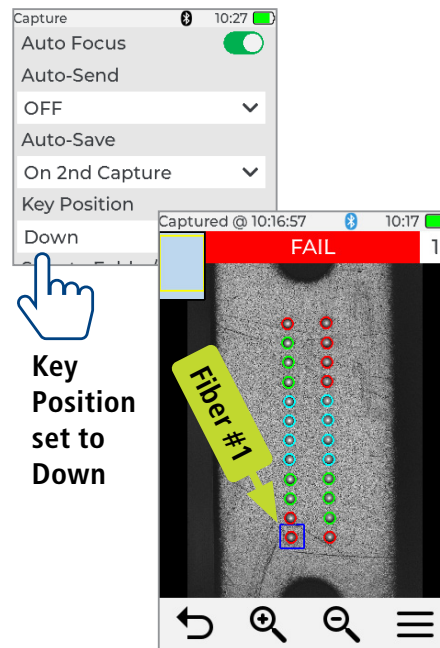 Capture 10:27
Auto Focus
Auto-Send
OFF
Auto-Save
On 2nd Capture
Key Position
Down
Captured @ 10:16:57 10:17
FAIL 1
Fiber #1
Key
Position
set to
Down